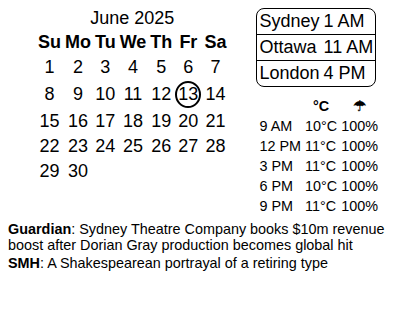 June 2025
Su Mo Tu We Th Fr Sa
1 2 3 4 5 6 7
8 9 10 11 12 13 14
15 16 17 18 19 20 21
22 23 24 25 26 27 28
29 30
Sydney 1 AM
Ottawa 11 AM
London 4 PM
°C ☂
9 AM 10°C 100%
12 PM 11°C 100%
3 PM 11°C 100%
6 PM 10°C 100%
9 PM 11°C 100%
Guardian: Sydney Theatre Company books $10m revenue
boost after Dorian Gray production becomes global hit
SMH: A Shakespearean portrayal of a retiring type